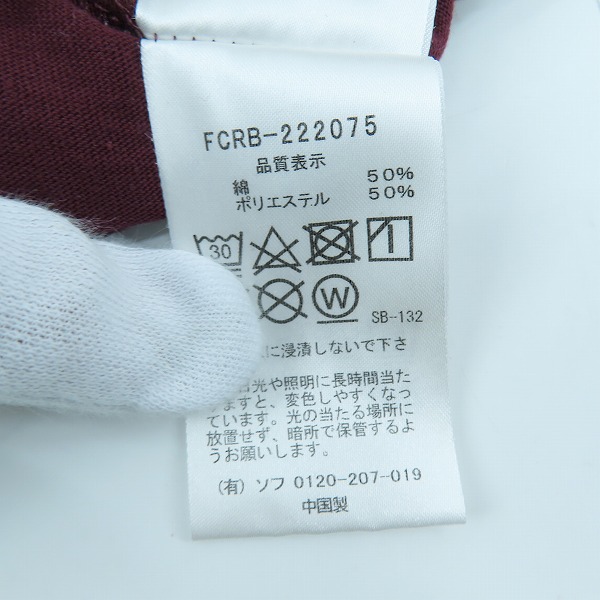 FCRB-222075
品質表示
綿 50%
ポリエステル 50%
30
W
SB-132
に浸漬しないで下さ
光や照明に長時間当た
ますと、変色しやすくなっ
ています。光の当たる場所に
放置せず、暗所で保管するよ
うお願いします。
(有) ソフ 0120-207-019
中国製